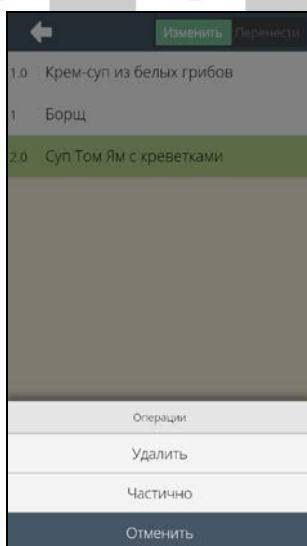 Изменить Перенести
1.0 Крем-суп из белых грибов
1 Борщ
2.0 Суп Том Ям с креветками
Операции
Удалить
Частично
Отменить